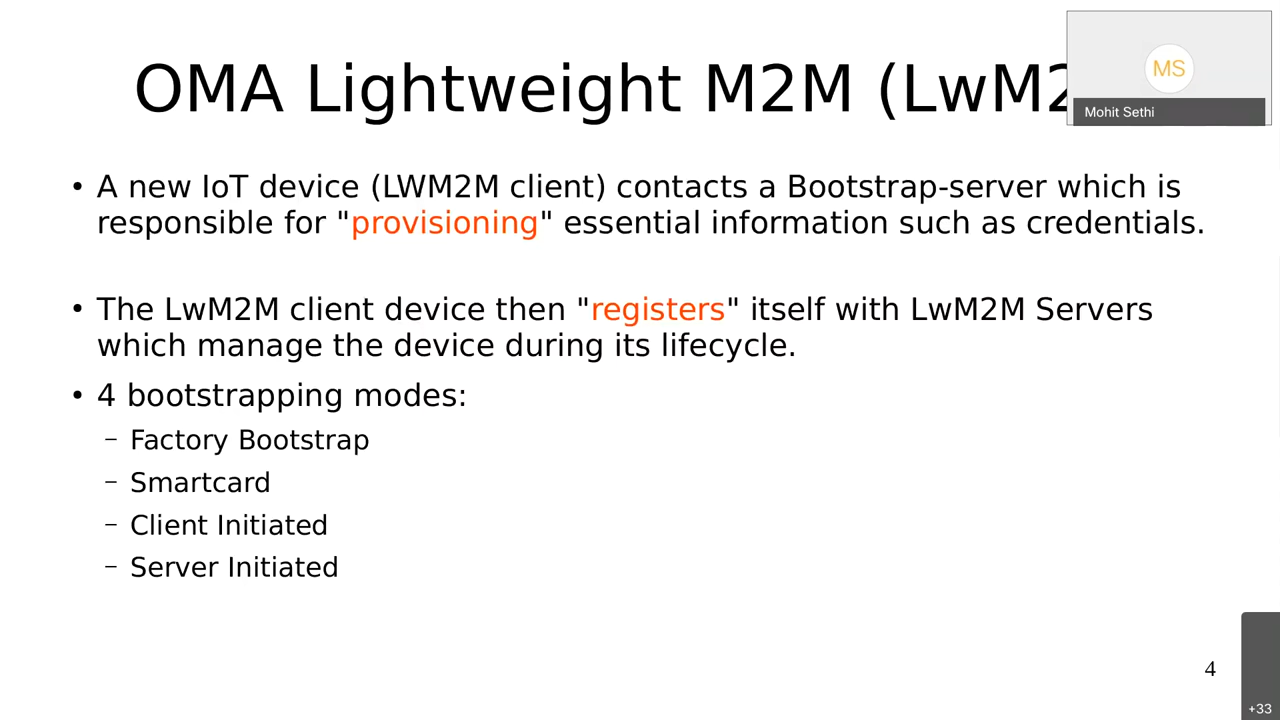 OMA Lightweight M2M (LwM2
MS
Mohit Sethi
• A new IoT device (LWM2M client) contacts a Bootstrap-server which is
responsible for "provisioning" essential information such as credentials.
• The LwM2M client device then "registers" itself with LwM2M Servers
which manage the device during its lifecycle.
• 4 bootstrapping modes:
– Factory Bootstrap
– Smartcard
– Client Initiated
– Server Initiated
4
+33